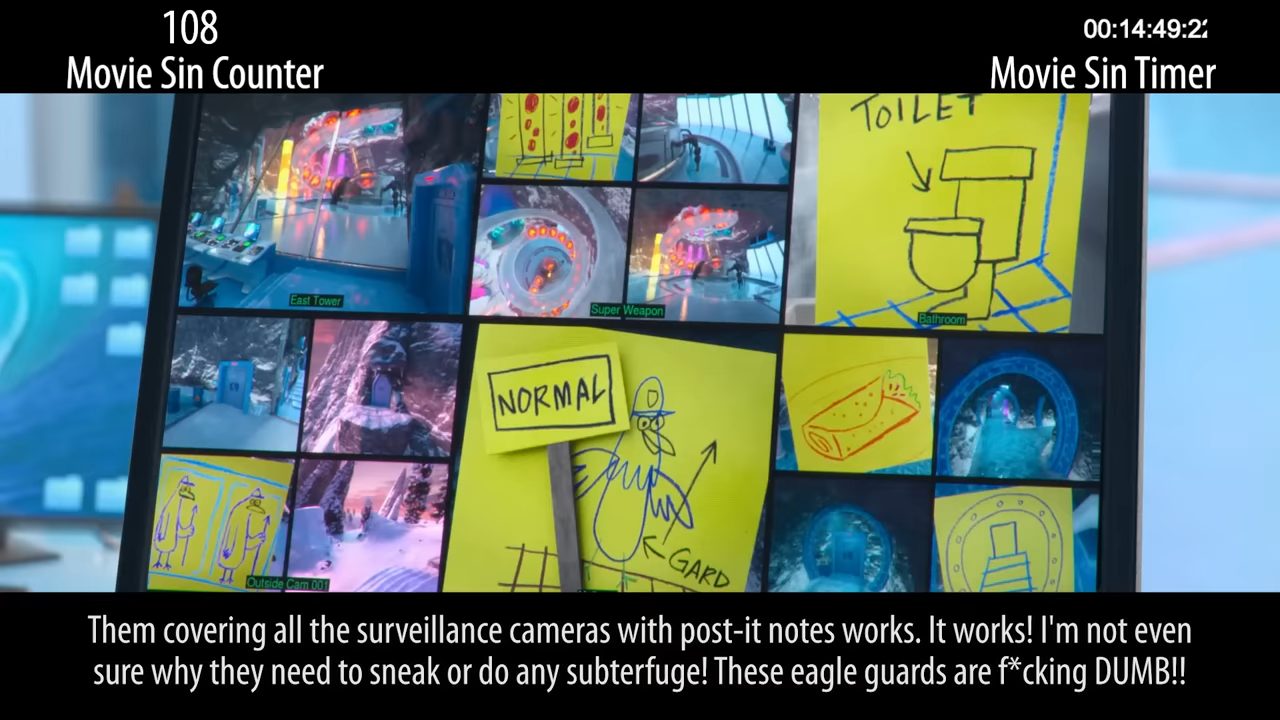 108
Movie Sin Counter
00:14:49:22
Movie Sin Timer
TOILET
East Tower
Super Weapon
Bathroom
NORMAL
GARD
Outside Cam 001
Them covering all the surveillance cameras with post-it notes works. It works! I'm not even
sure why they need to sneak or do any subterfuge! These eagle guards are f*cking DUMB!!